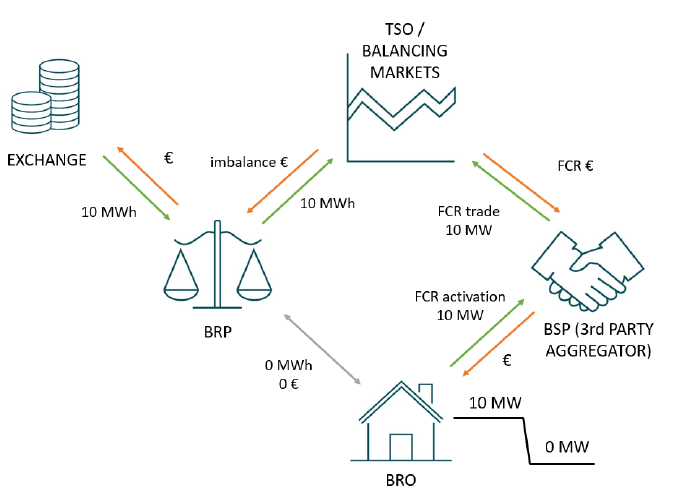 TSO /
BALANCING
MARKETS
EXCHANGE
€
imbalance €
FCR €
10 MWh
10 MWh
FCR trade
10 MW
FCR activation
10 MW
BRP
BSP (3rd PARTY
AGGREGATOR)
€
0 MWh
0 €
10 MW
0 MW
BRO